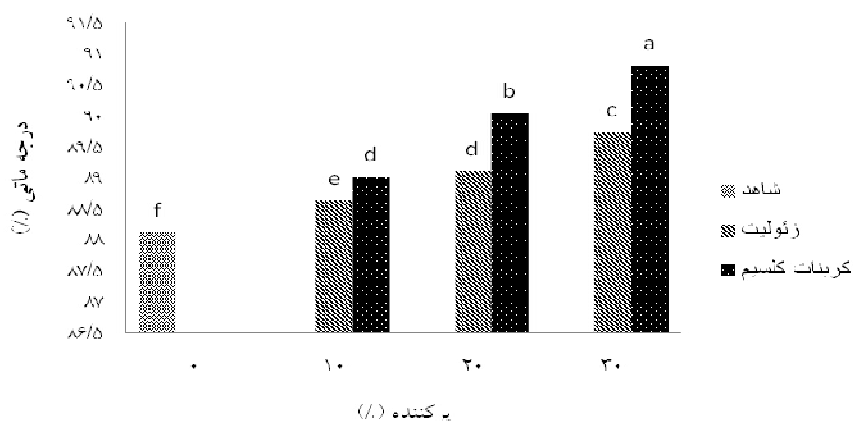 ۹۱/۵
۹۱
۹۰/۵
۹۰
۸۹/۵
۸۹
۸۸/۵
۸۸
۸۷/۵
۸۷
۸۶/۵
درجه ماتی (٪)
f
e
d
d
b
c
a
۰
۱۰
۲۰
۳۰
پرکننده (٪)
شاهد
زئولیت
کربنات کلسیم